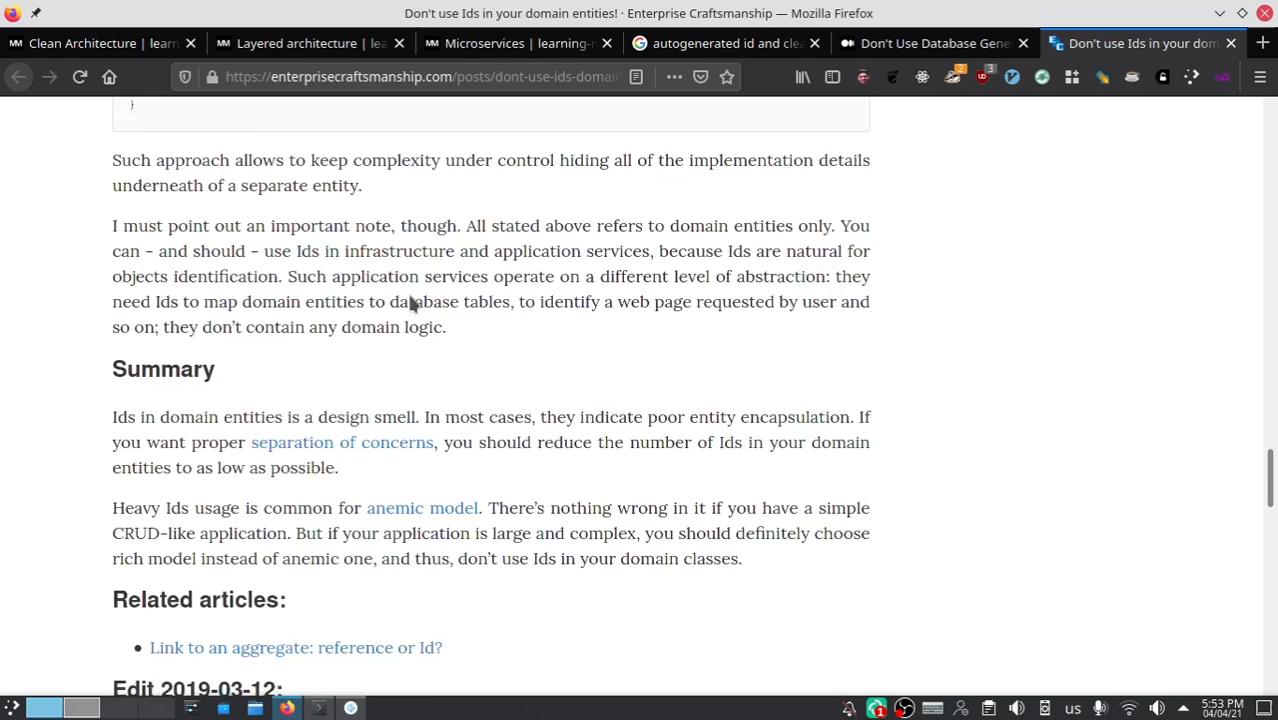 Don't use Ids in your domain entities! · Enterprise Craftsmanship — Mozilla Firefox
Clean Architecture | learn
Layered architecture | lea
Microservices | learning-n
autogenerated id and clea
Don't Use Database Gene
Don't use Ids in your dom
https://enterprisecraftsmanship.com/posts/dont-use-ids-domain
2
3
}
Such approach allows to keep complexity under control hiding all of the implementation details
underneath of a separate entity.
I must point out an important note, though. All stated above refers to domain entities only. You
can - and should - use Ids in infrastructure and application services, because Ids are natural for
objects identification. Such application services operate on a different level of abstraction: they
need Ids to map domain entities to database tables, to identify a web page requested by user and
so on; they don't contain any domain logic.
Summary
Ids in domain entities is a design smell. In most cases, they indicate poor entity encapsulation. If
you want proper separation of concerns, you should reduce the number of Ids in your domain
entities to as low as possible.
Heavy Ids usage is common for anemic model. There's nothing wrong in it if you have a simple
CRUD-like application. But if your application is large and complex, you should definitely choose
rich model instead of anemic one, and thus, don't use Ids in your domain classes.
Related articles:
• Link to an aggregate: reference or Id?
Edit 2019-03-12:
1
us
5:53 PM
04/04/21